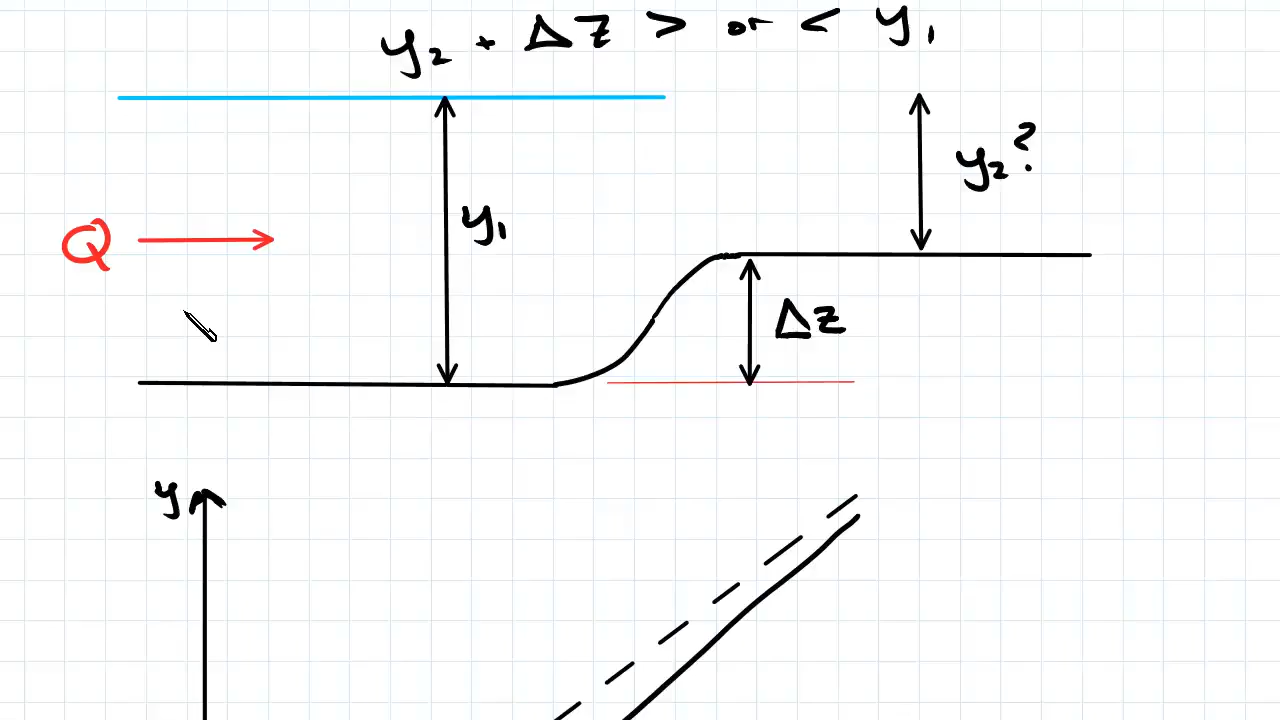 y₂ + Δz > or < y₁
y₂?
y₁
Q
Δz
y